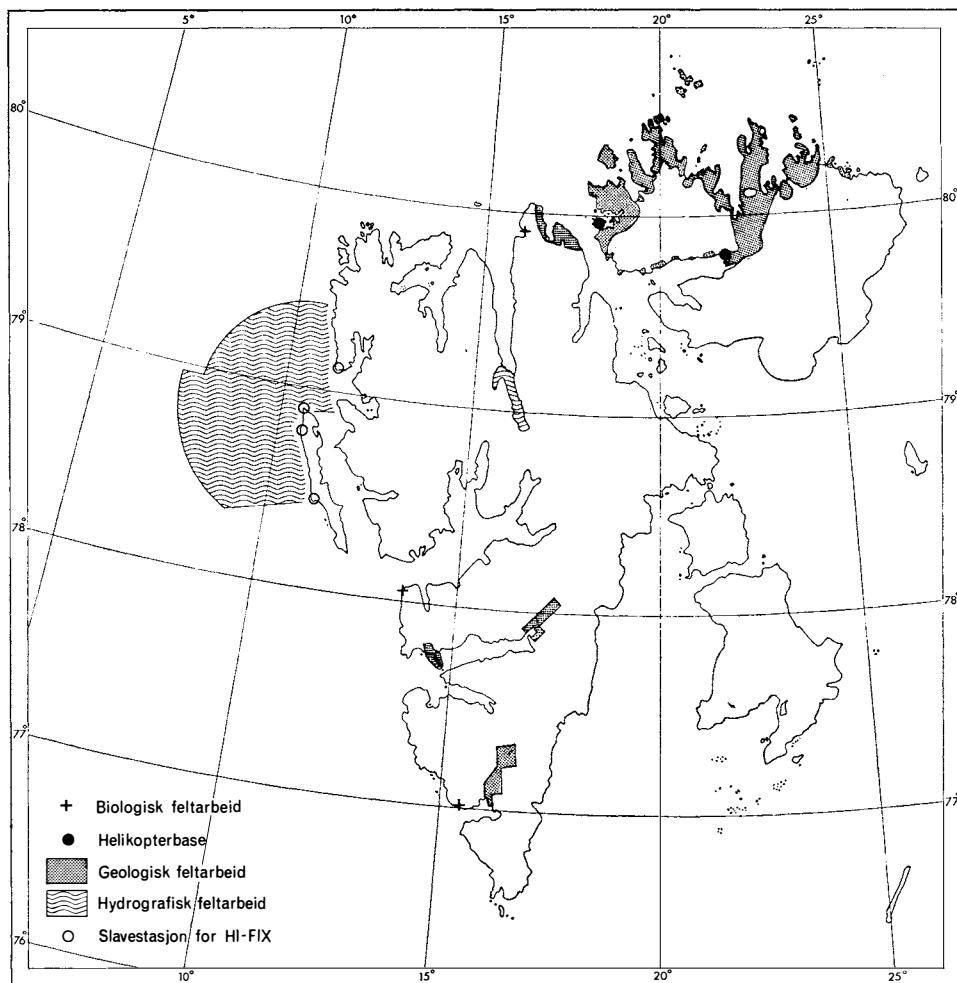 5° 10° 15° 20° 25°
80° 80°
79° 79°
78° 78°
77° 77°
76°
10° 15° 20° 25°
+ Biologisk feltarbeid
● Helikopterbase
Geologisk feltarbeid
Hydrografisk feltarbeid
○ Slavestasjon for HI-FIX